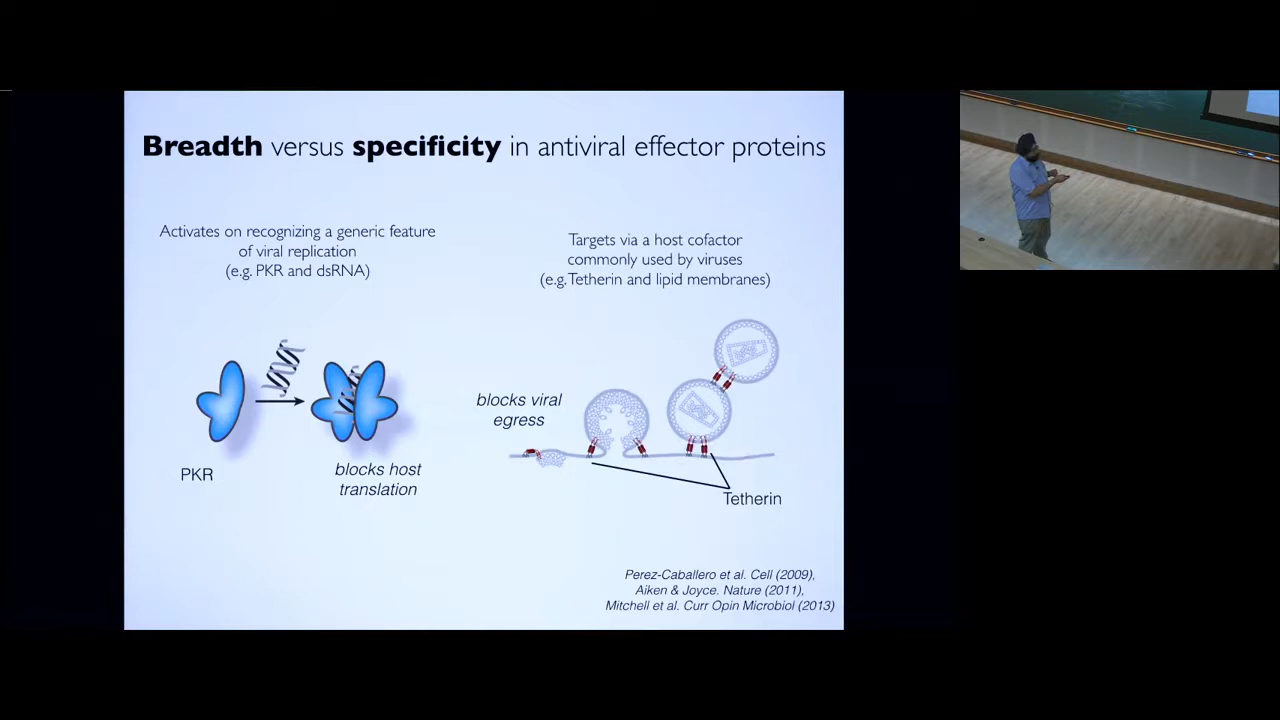 Breadth versus specificity in antiviral effector proteins
Activates on recognizing a generic feature
of viral replication
(e.g. PKR and dsRNA)
Targets via a host cofactor
commonly used by viruses
(e.g. Tetherin and lipid membranes)
PKR
blocks host
translation
blocks viral
egress
Tetherin
Perez-Caballero et al. Cell (2009),
Aiken & Joyce. Nature (2011),
Mitchell et al. Curr Opin Microbiol (2013)